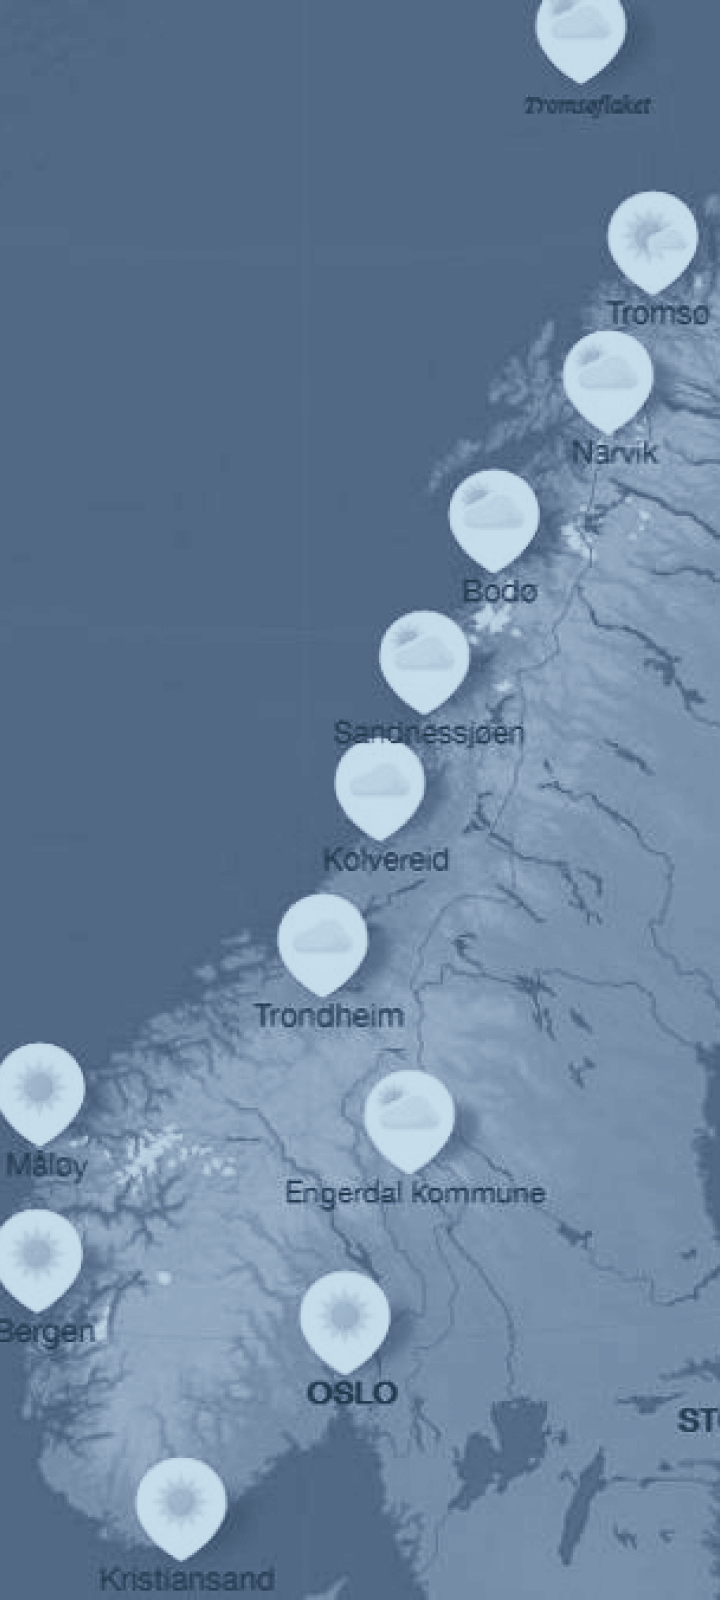 Tromsøflaket
Tromsø
Narvik
Bodø
Sandnessjøen
Kolvereid
Trondheim
Måløy
Engerdal kommune
Bergen
OSLO
ST
Kristiansand